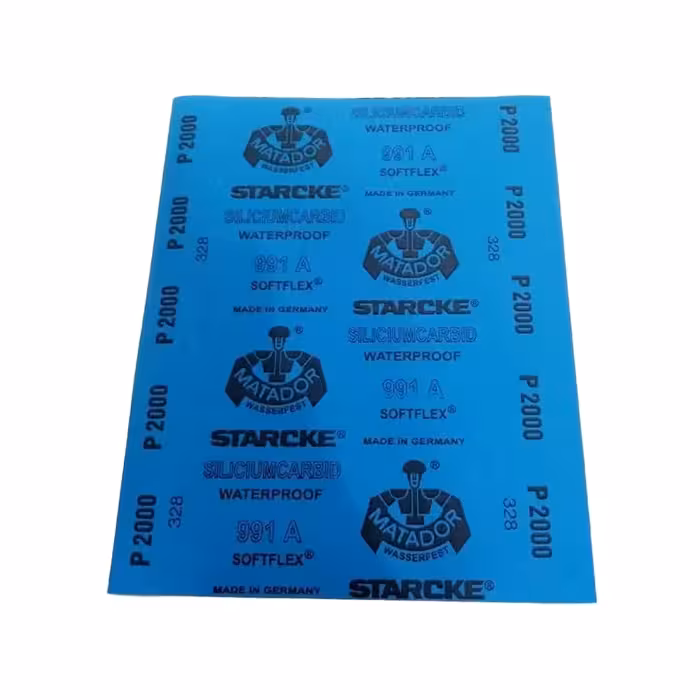 P 2000
P 2000
P 2000
P 2000
P 2000
328
328
MATADOR
WASSERFEST
STARCKE®
SILICIUMCARBID
WATERPROOF
991 A
SOFTFLEX®
MADE IN GERMANY
MATADOR
WASSERFEST
STARCKE®
SILICIUMCARBID
WATERPROOF
991 A
SOFTFLEX®
MADE IN GERMANY
SILICIUMCARBID
WATERPROOF
991 A
SOFTFLEX®
MADE IN GERMANY
MATADOR
WASSERFEST
STARCKE®
SILICIUMCARBID
WATERPROOF
991 A
SOFTFLEX®
MADE IN GERMANY
MATADOR
WASSERFEST
STARCKE®
328
328
P 2000
P 2000
P 2000
P 2000
P 2000